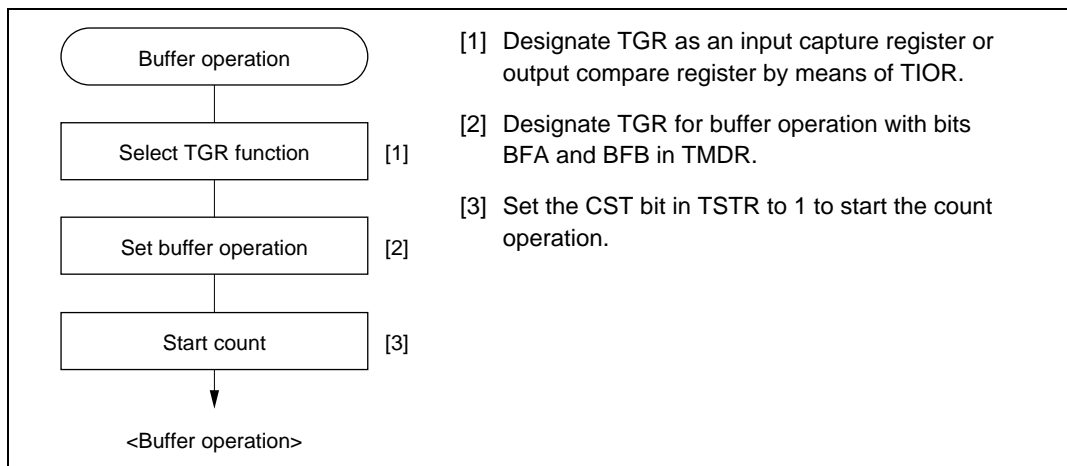 Buffer operation
Select TGR function
[1]
Set buffer operation
[2]
Start count
[3]
<Buffer operation>
[1] Designate TGR as an input capture register or
output compare register by means of TIOR.
[2] Designate TGR for buffer operation with bits
BFA and BFB in TMDR.
[3] Set the CST bit in TSTR to 1 to start the count
operation.